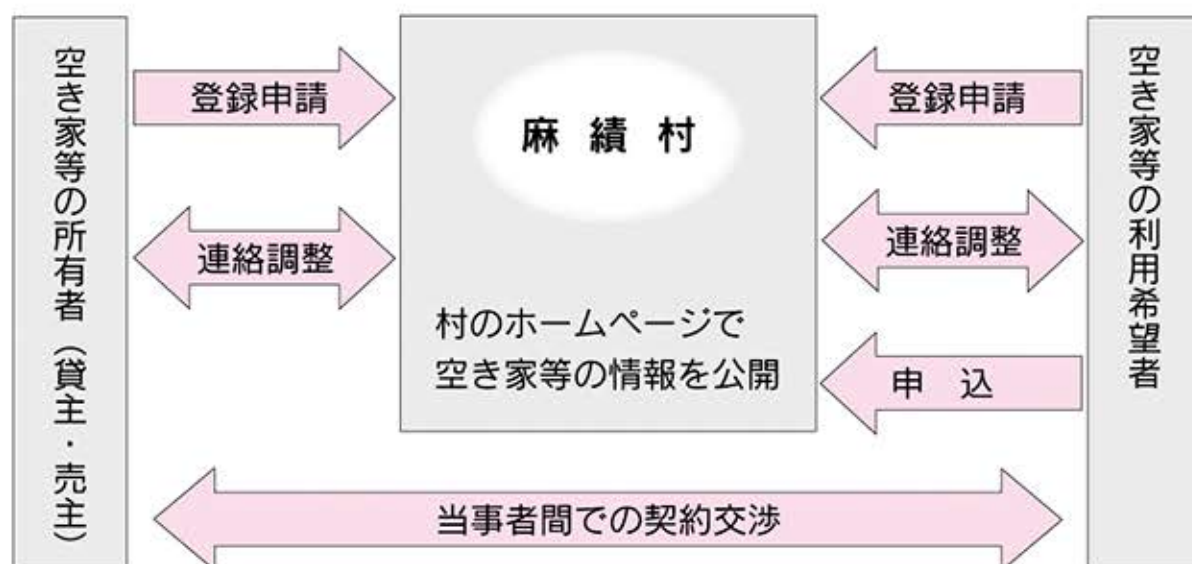 空き家等の所有者（貸主・売主）
登録申請
連絡調整
麻績村
村のホームページで
空き家等の情報を公開
登録申請
連絡調整
申　込
空き家等の利用希望者
当事者間での契約交渉